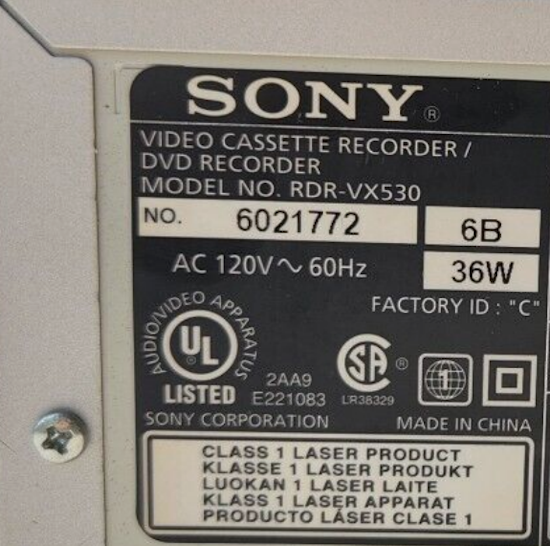 SONY®
VIDEO CASSETTE RECORDER /
DVD RECORDER
MODEL NO. RDR-VX530
NO. 6021772 6B
AC 120V ~ 60Hz 36W
FACTORY ID : "C"
AUDIO/VIDEO APPARATUS
UL
LISTED
2AA9
E221083
SA ®
LR38329
1
SONY CORPORATION MADE IN CHINA
CLASS 1 LASER PRODUCT
KLASSE 1 LASER PRODUKT
LUOKAN 1 LASER LAITE
KLASS 1 LASER APPARAT
PRODUCTO LÁSER CLASE 1